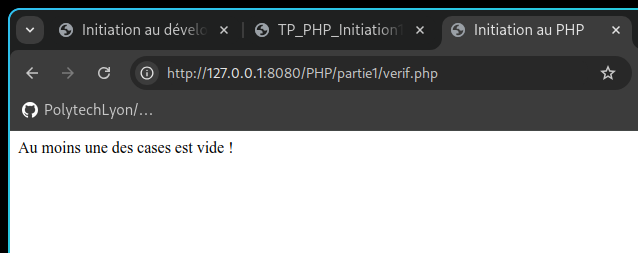 Initiation au dévelo
TP_PHP_Initiation1
Initiation au PHP
http://127.0.0.1:8080/PHP/partie1/verif.php
PolytechLyon/...
Au moins une des cases est vide !